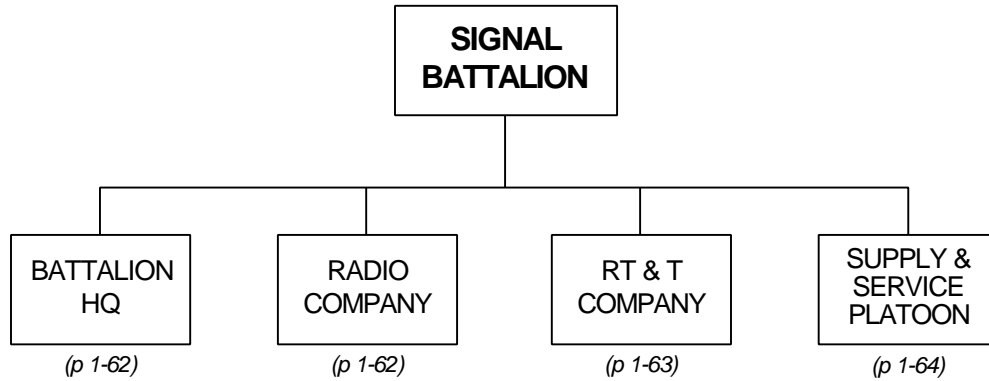 SIGNAL
BATTALION
BATTALION
HQ
(p 1-62)
RADIO
COMPANY
(p 1-62)
RT & T
COMPANY
(p 1-63)
SUPPLY &
SERVICE
PLATOON
(p 1-64)